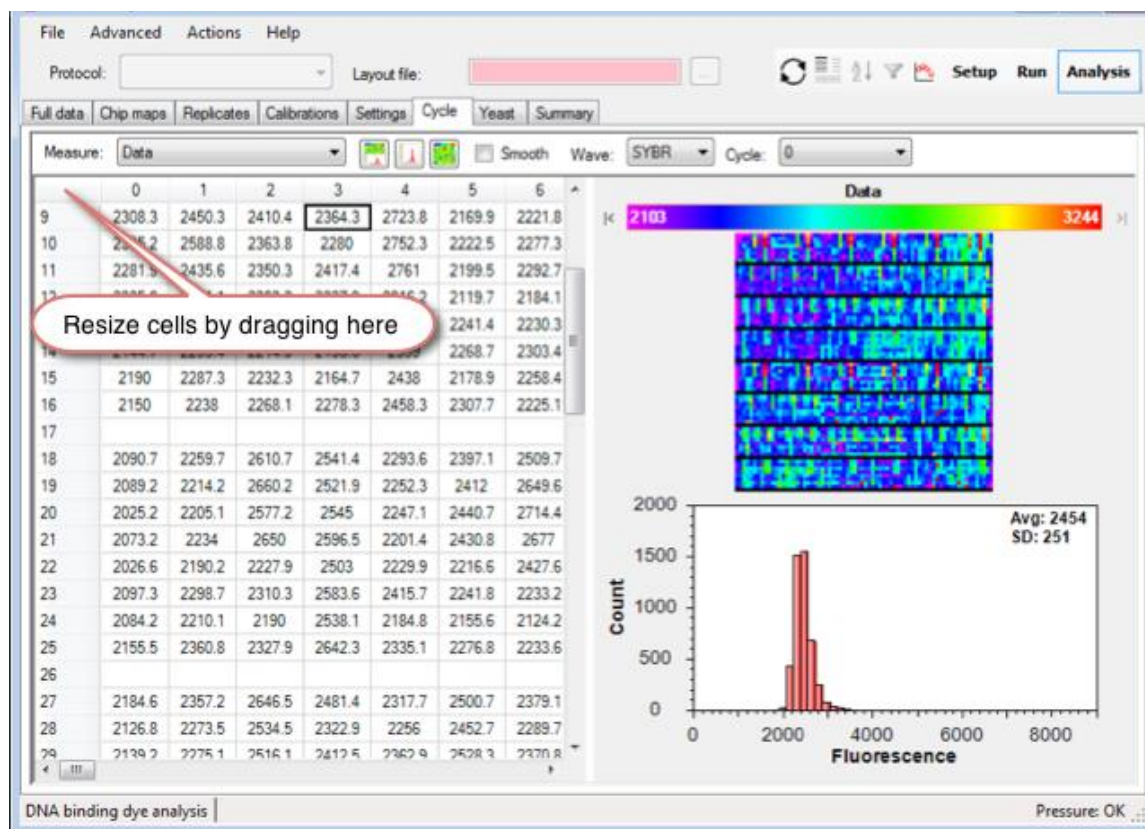 File Advanced Actions Help
Protocol: Layout file: ... Setup Run Analysis
Full data Chip maps Replicates Calibrations Settings Cycle Yeast Summary
Measure: Data Smooth Wave: SYBR Cycle: 0
0 1 2 3 4 5 6
Data
2103 3244
9 2308.3 2450.3 2410.4 2364.3 2723.8 2169.9 2221.8
10 2588.8 2363.8 2280 2752.3 2222.5 2277.3
11 2435.6 2350.3 2417.4 2761 2199.5 2292.7
2119.7 2184.1
Resize cells by dragging here
2241.4 2230.3
2268.7 2303.4
15 2190 2287.3 2232.3 2164.7 2438 2178.9 2258.4
16 2150 2238 2268.1 2278.3 2458.3 2307.7 2225.1
17
18 2090.7 2259.7 2610.7 2541.4 2293.6 2397.1 2509.7
19 2089.2 2214.2 2660.2 2521.9 2252.3 2412 2649.6
20 2025.2 2205.1 2577.2 2545 2247.1 2440.7 2714.4
21 2073.2 2234 2650 2596.5 2201.4 2430.8 2677
22 2026.6 2190.2 2227.9 2503 2229.9 2216.6 2427.6
23 2097.3 2298.7 2310.3 2583.6 2415.7 2241.8 2233.2
24 2084.2 2210.1 2190 2538.1 2184.8 2155.6 2124.2
25 2155.5 2360.8 2327.9 2642.3 2335.1 2276.8 2233.6
26
27 2184.6 2357.2 2646.5 2481.4 2317.7 2500.7 2379.1
28 2126.8 2273.5 2534.5 2322.9 2256 2452.7 2289.7
29 2139.2 2275.1 2516.1 2412.5 2362.9 2528.3 2370.8
Avg: 2454
SD: 251
Count
2000
1500
1000
500
0
0 2000 4000 6000 8000
Fluorescence
DNA binding dye analysis Pressure: OK